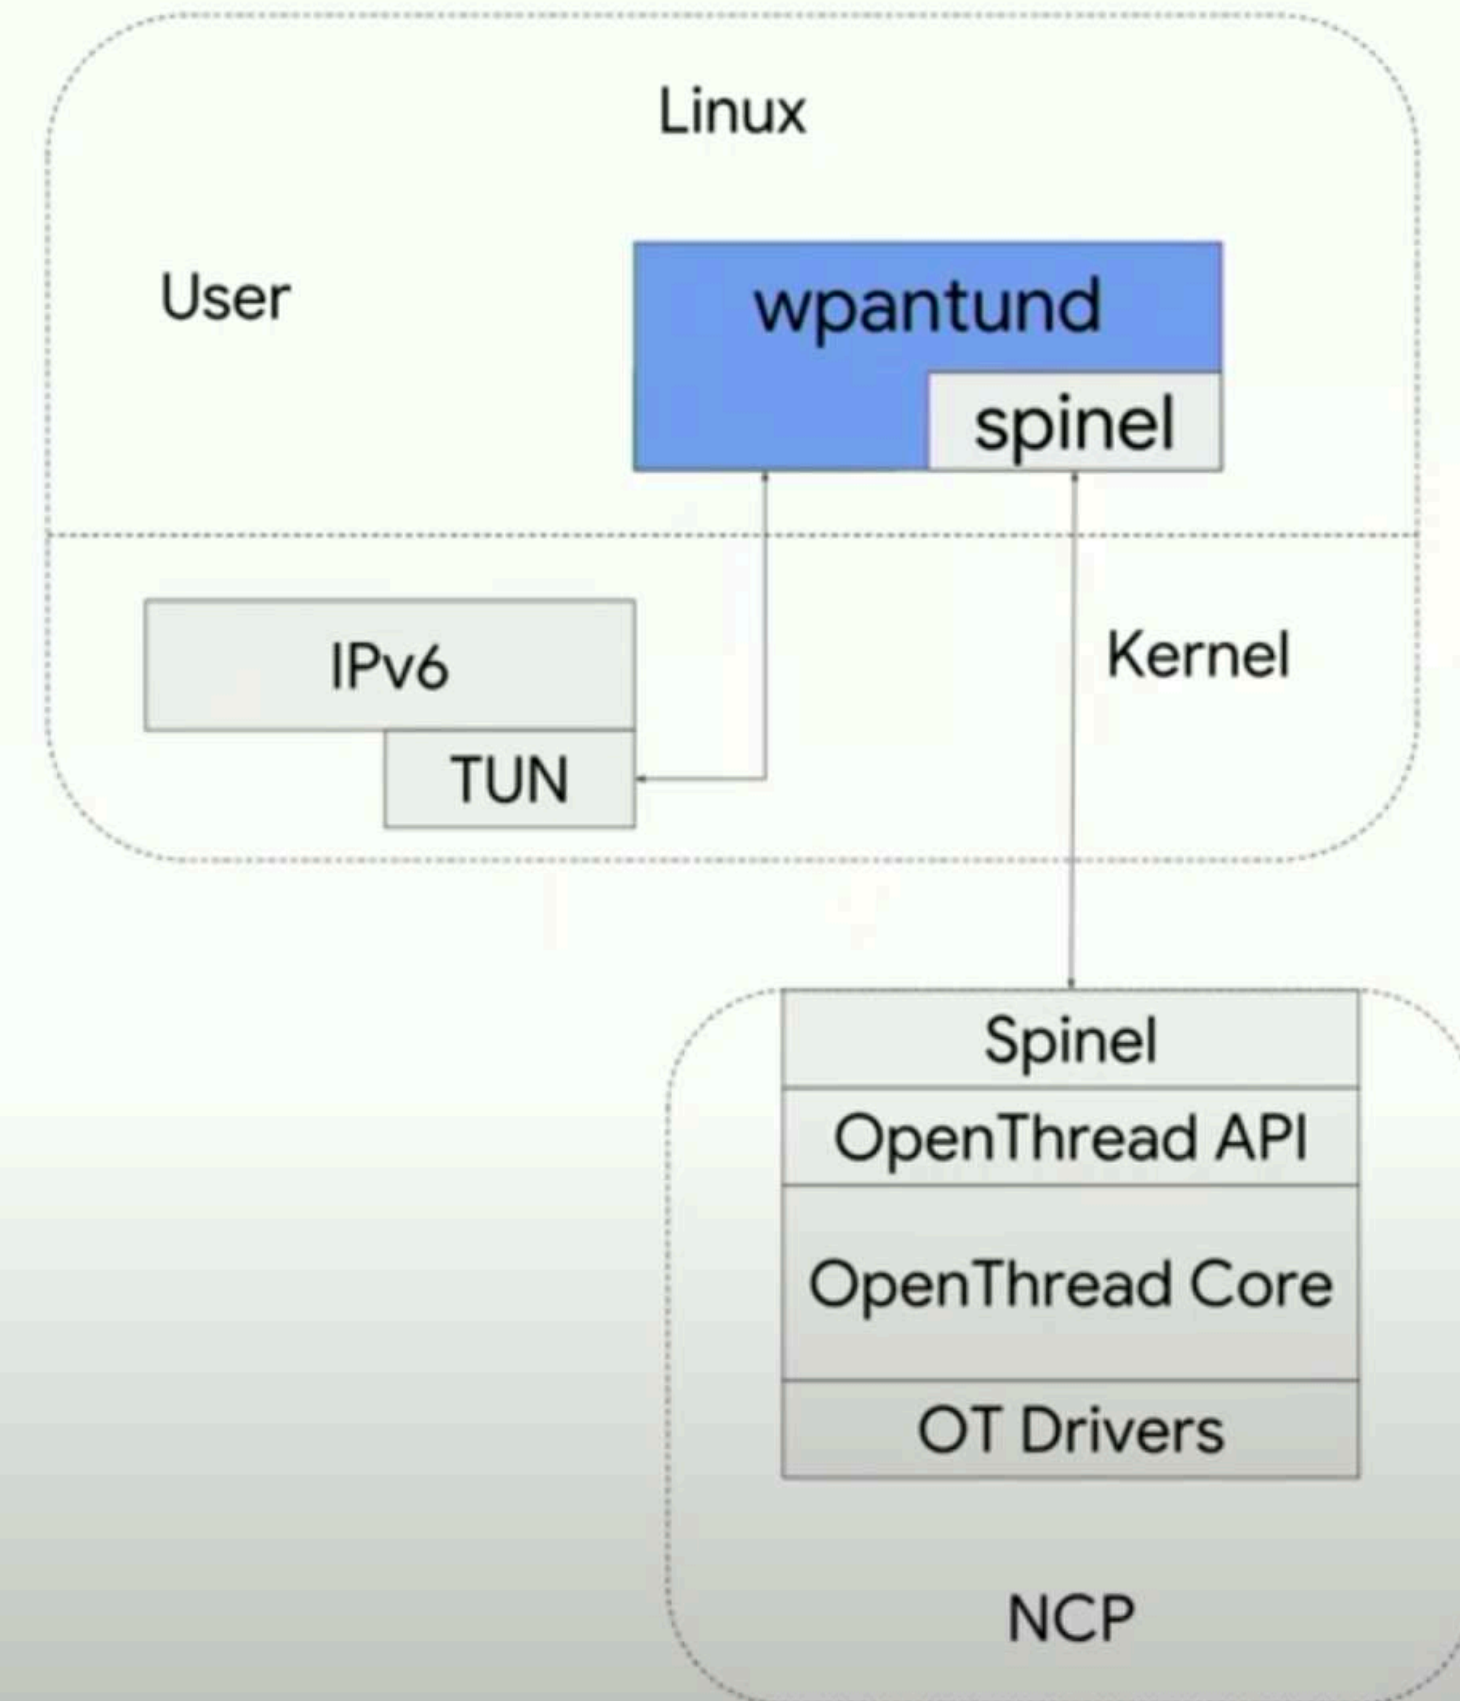 Linux
User
wpantund
spinel
IPv6
Kernel
TUN
Spinel
OpenThread API
OpenThread Core
OT Drivers
NCP